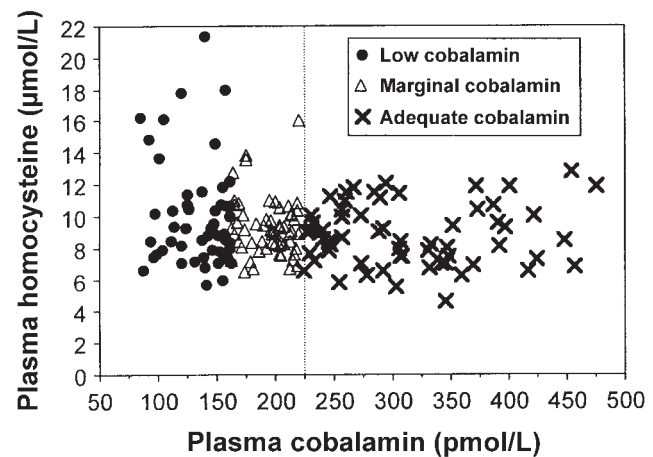 Plasma homocysteine (µmol/L)
22
20
18
16
14
12
10
8
6
4
2
0
Low cobalamin
Marginal cobalamin
Adequate cobalamin
50 100 150 200 250 300 350 400 450 500
Plasma cobalamin (pmol/L)